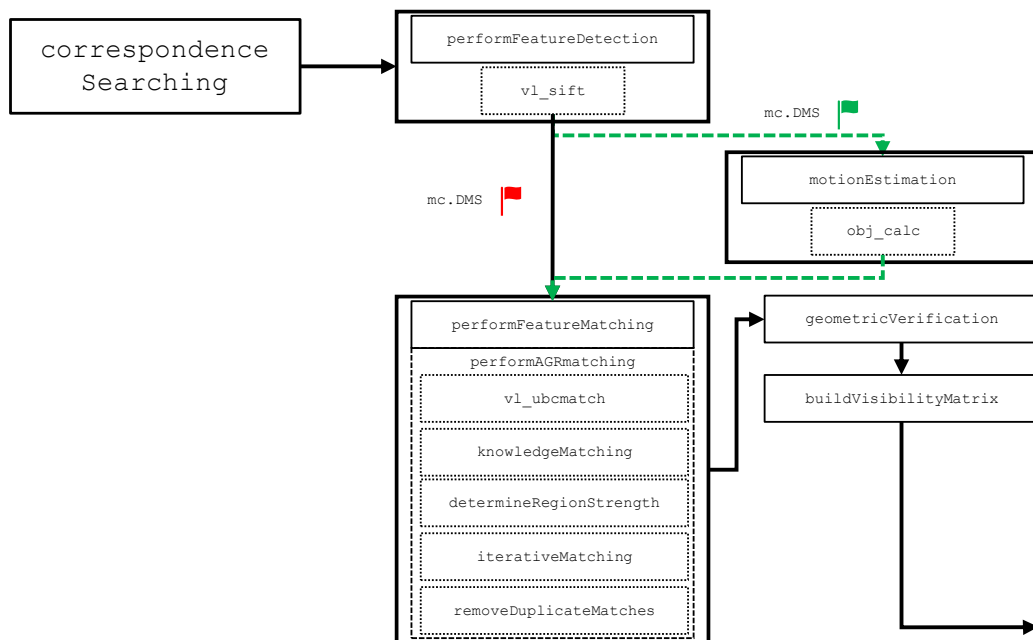 correspondence
Searching
performFeatureDetection
vl_sift
mc.DMS
mc.DMS
motionEstimation
obj_calc
performFeatureMatching
performAGRmatching
vl_ubcmatch
knowledgeMatching
determineRegionStrength
iterativeMatching
removeDuplicateMatches
geometricVerification
buildVisibilityMatrix